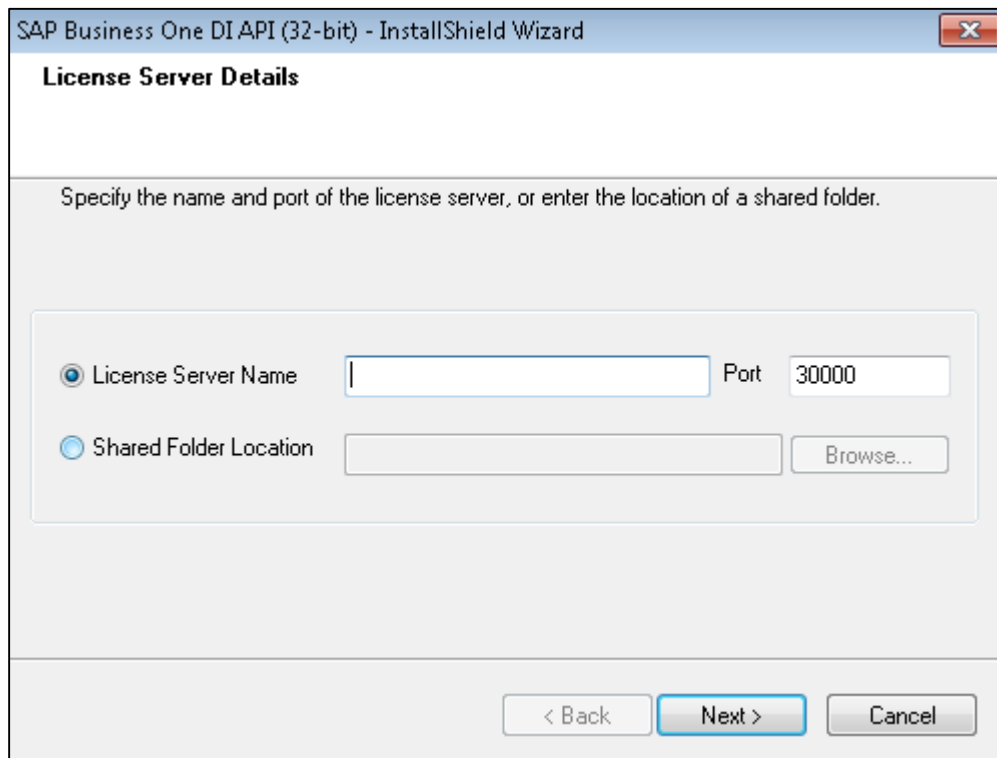 SAP Business One DI API (32-bit) - InstallShield Wizard
License Server Details
Specify the name and port of the license server, or enter the location of a shared folder.
License Server Name Port 30000
Shared Folder Location Browse...
< Back Next > Cancel